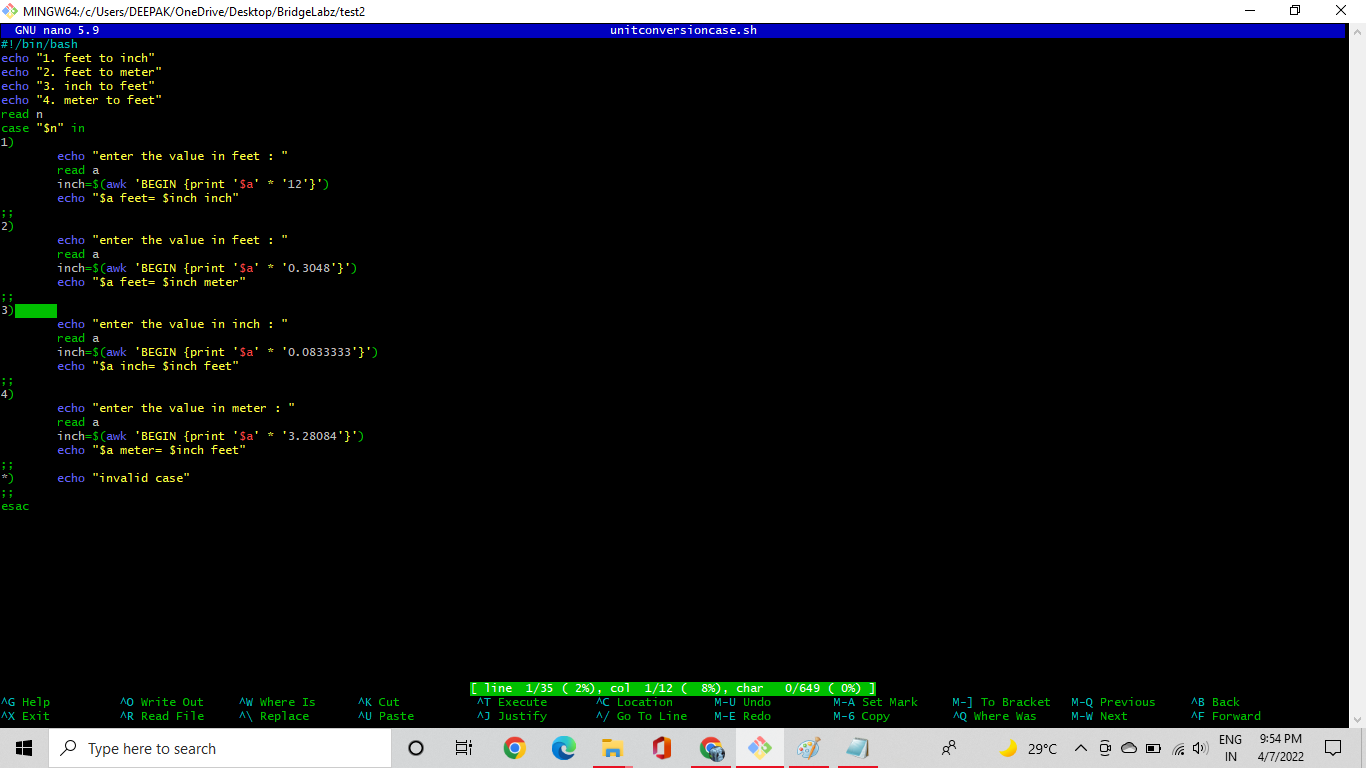 MINGW64:/c/Users/DEEPAK/OneDrive/Desktop/BridgeLabz/test2
GNU nano 5.9 unitconversioncase.sh
#!/bin/bash
echo "1. feet to inch"
echo "2. feet to meter"
echo "3. inch to feet"
echo "4. meter to feet"
read n
case "$n" in
1)
        echo "enter the value in feet : "
        read a
        inch=$(awk 'BEGIN {print '$a' * '12'}')
        echo "$a feet= $inch inch"
;;
2)
        echo "enter the value in feet : "
        read a
        inch=$(awk 'BEGIN {print '$a' * '0.3048'}')
        echo "$a feet= $inch meter"
;;
3)
        echo "enter the value in inch : "
        read a
        inch=$(awk 'BEGIN {print '$a' * '0.0833333'}')
        echo "$a inch= $inch feet"
;;
4)
        echo "enter the value in meter : "
        read a
        inch=$(awk 'BEGIN {print '$a' * '3.28084'}')
        echo "$a meter= $inch feet"
;;
*)      echo "invalid case"
;;
esac
[ line  1/35 ( 2%), col  1/12 (  8%), char   0/649 ( 0%) ]
^G Help ^O Write Out ^W Where Is ^K Cut ^T Execute ^C Location M-U Undo M-A Set Mark M-] To Bracket M-Q Previous ^B Back
^X Exit ^R Read File ^\ Replace ^U Paste ^J Justify ^/ Go To Line M-E Redo M-6 Copy ^Q Where Was M-W Next ^F Forward
Type here to search 29°C ENG IN 9:54 PM 4/7/2022